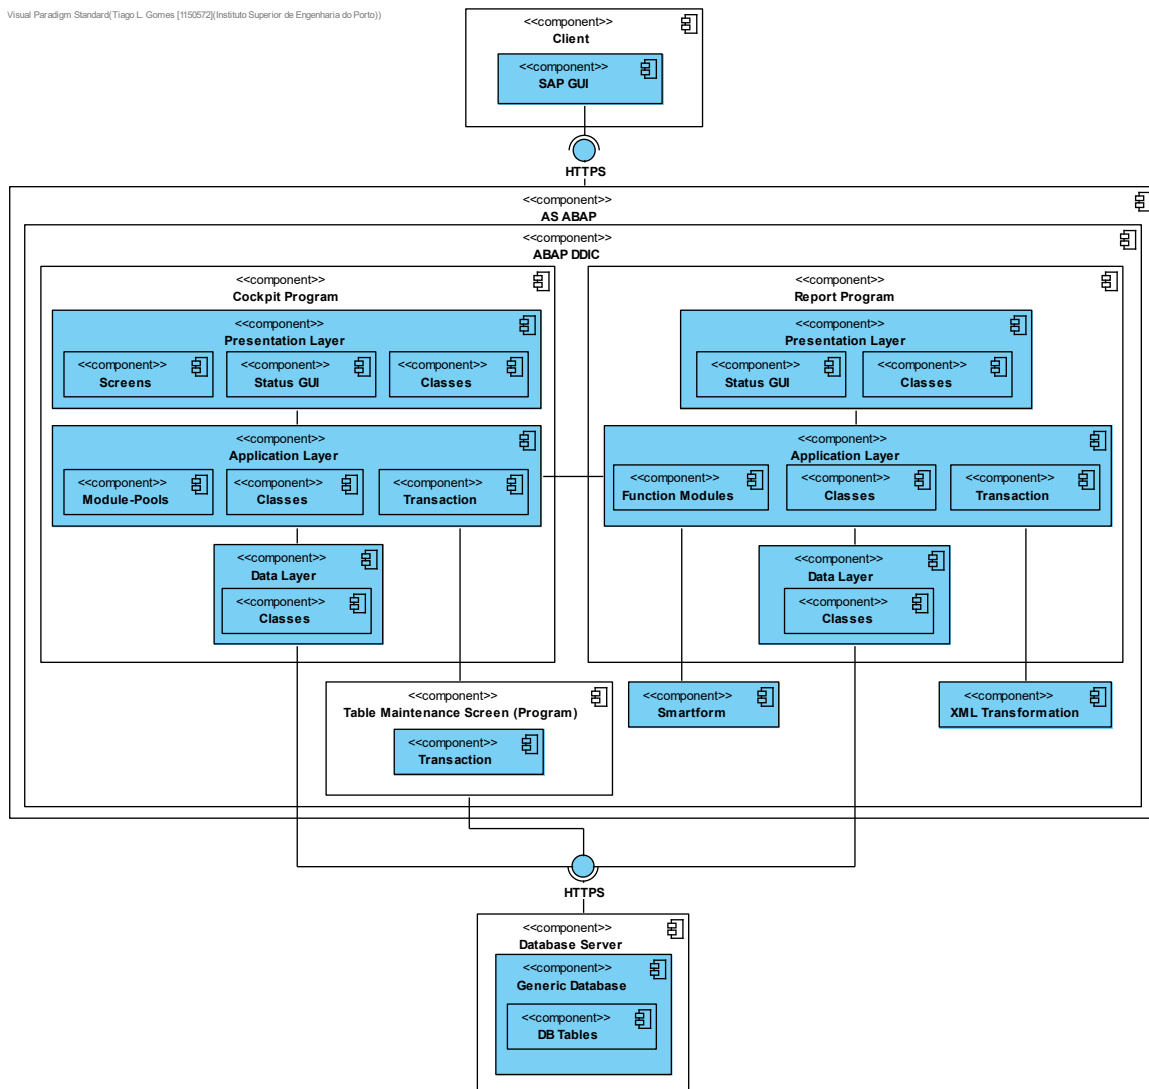 Visual Paradigm Standard(Tiago L. Gomes [1150572](Instituto Superior de Engenharia do Porto))
<<component>>
Client
<<component>>
SAP GUI
HTTPS
<<component>>
AS ABAP
<<component>>
ABAP DDIC
<<component>>
Cockpit Program
<<component>>
Presentation Layer
<<component>>
Screens
<<component>>
Status GUI
<<component>>
Classes
<<component>>
Application Layer
<<component>>
Module-Pools
<<component>>
Classes
<<component>>
Transaction
<<component>>
Data Layer
<<component>>
Classes
<<component>>
Report Program
<<component>>
Presentation Layer
<<component>>
Status GUI
<<component>>
Classes
<<component>>
Application Layer
<<component>>
Function Modules
<<component>>
Classes
<<component>>
Transaction
<<component>>
Data Layer
<<component>>
Classes
<<component>>
Table Maintenance Screen (Program)
<<component>>
Transaction
<<component>>
Smartform
<<component>>
XML Transformation
HTTPS
<<component>>
Database Server
<<component>>
Generic Database
<<component>>
DB Tables